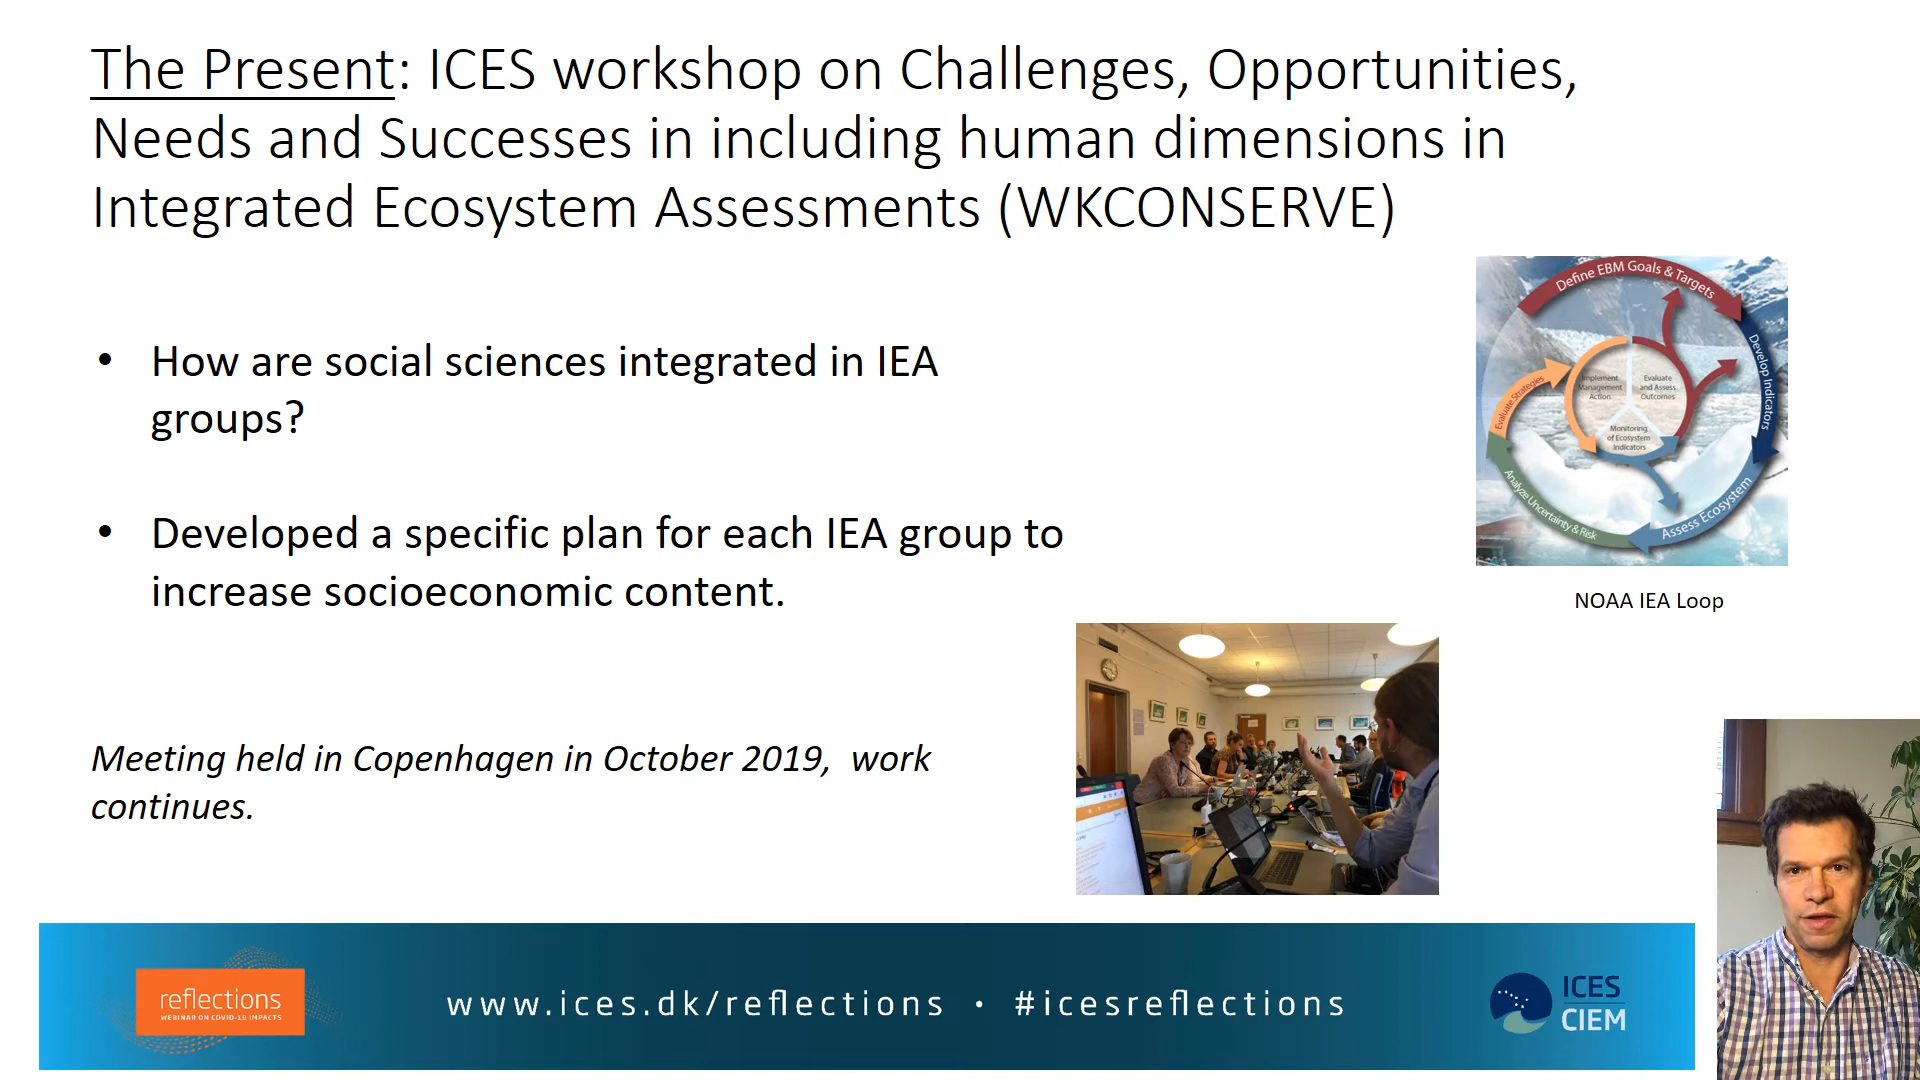 The Present: ICES workshop on Challenges, Opportunities,
Needs and Successes in including human dimensions in
Integrated Ecosystem Assessments (WKCONSERVE)
• How are social sciences integrated in IEA
groups?
• Developed a specific plan for each IEA group to
increase socioeconomic content.
Meeting held in Copenhagen in October 2019, work
continues.
Define EBM Goals & Targets
Develop Indicators
Assess Ecosystem
Analyze Uncertainty & Risk
Evaluate Strategies
Implement
Management
Action
Evaluate
and Assess
Outcomes
Monitoring
of Ecosystem
Indicators
NOAA IEA Loop
reflections
WEBINAR ON COVID-19 IMPACTS
www.ices.dk/reflections • #icesreflections
ICES
CIEM